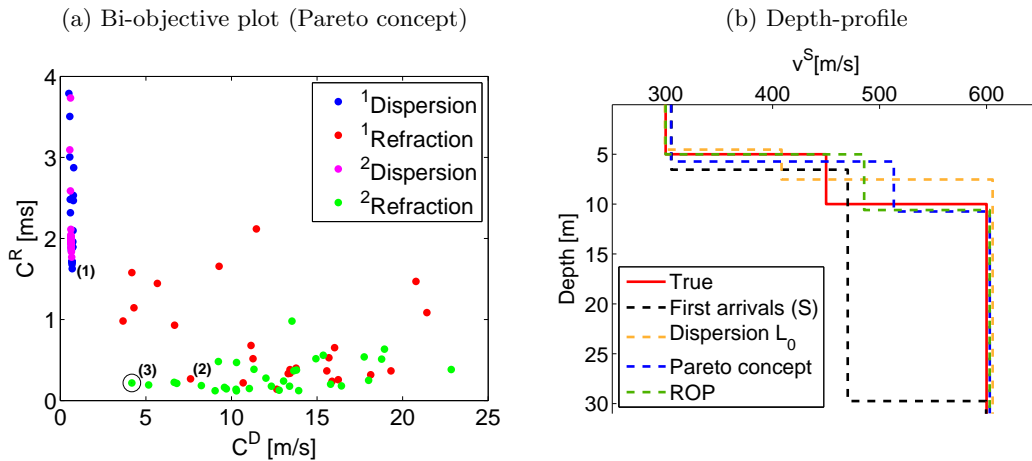 (a) Bi-objective plot (Pareto concept)
4
3
2
1
0
0
5
10
15
20
25
C^R [ms]
C^D [m/s]
^1Dispersion
^1Refraction
^2Dispersion
^2Refraction
(1)
(2)
(3)
(b) Depth-profile
v^S[m/s]
300
400
500
600
5
10
15
20
25
30
Depth [m]
True
First arrivals (S)
Dispersion L_0
Pareto concept
ROP